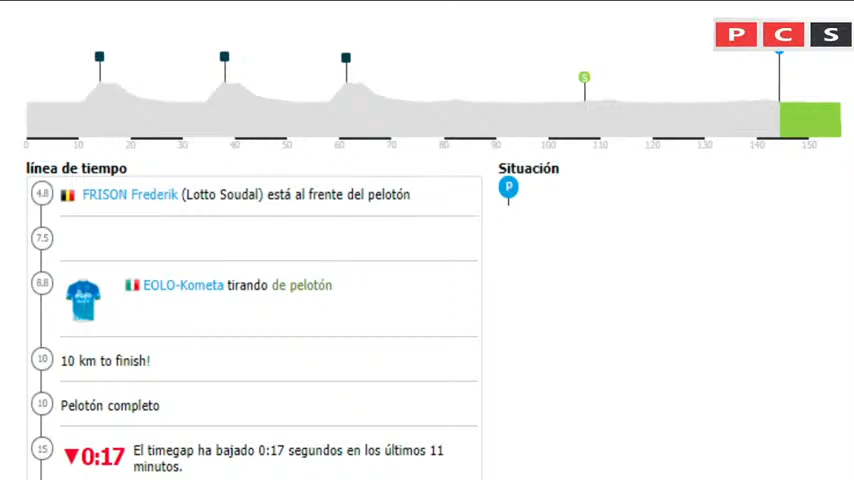 PCS
S
0 10 20 30 40 50 60 70 80 90 100 110 120 130 140 150
línea de tiempo
Situación
4.8 FRISON Frederik (Lotto Soudal) está al frente del pelotón
P
7.5
8.8 EOLO-Kometa tirando de pelotón
10 10 km to finish!
10 Pelotón completo
15 ▼0:17 El timegap ha bajado 0:17 segundos en los últimos 11
minutos.